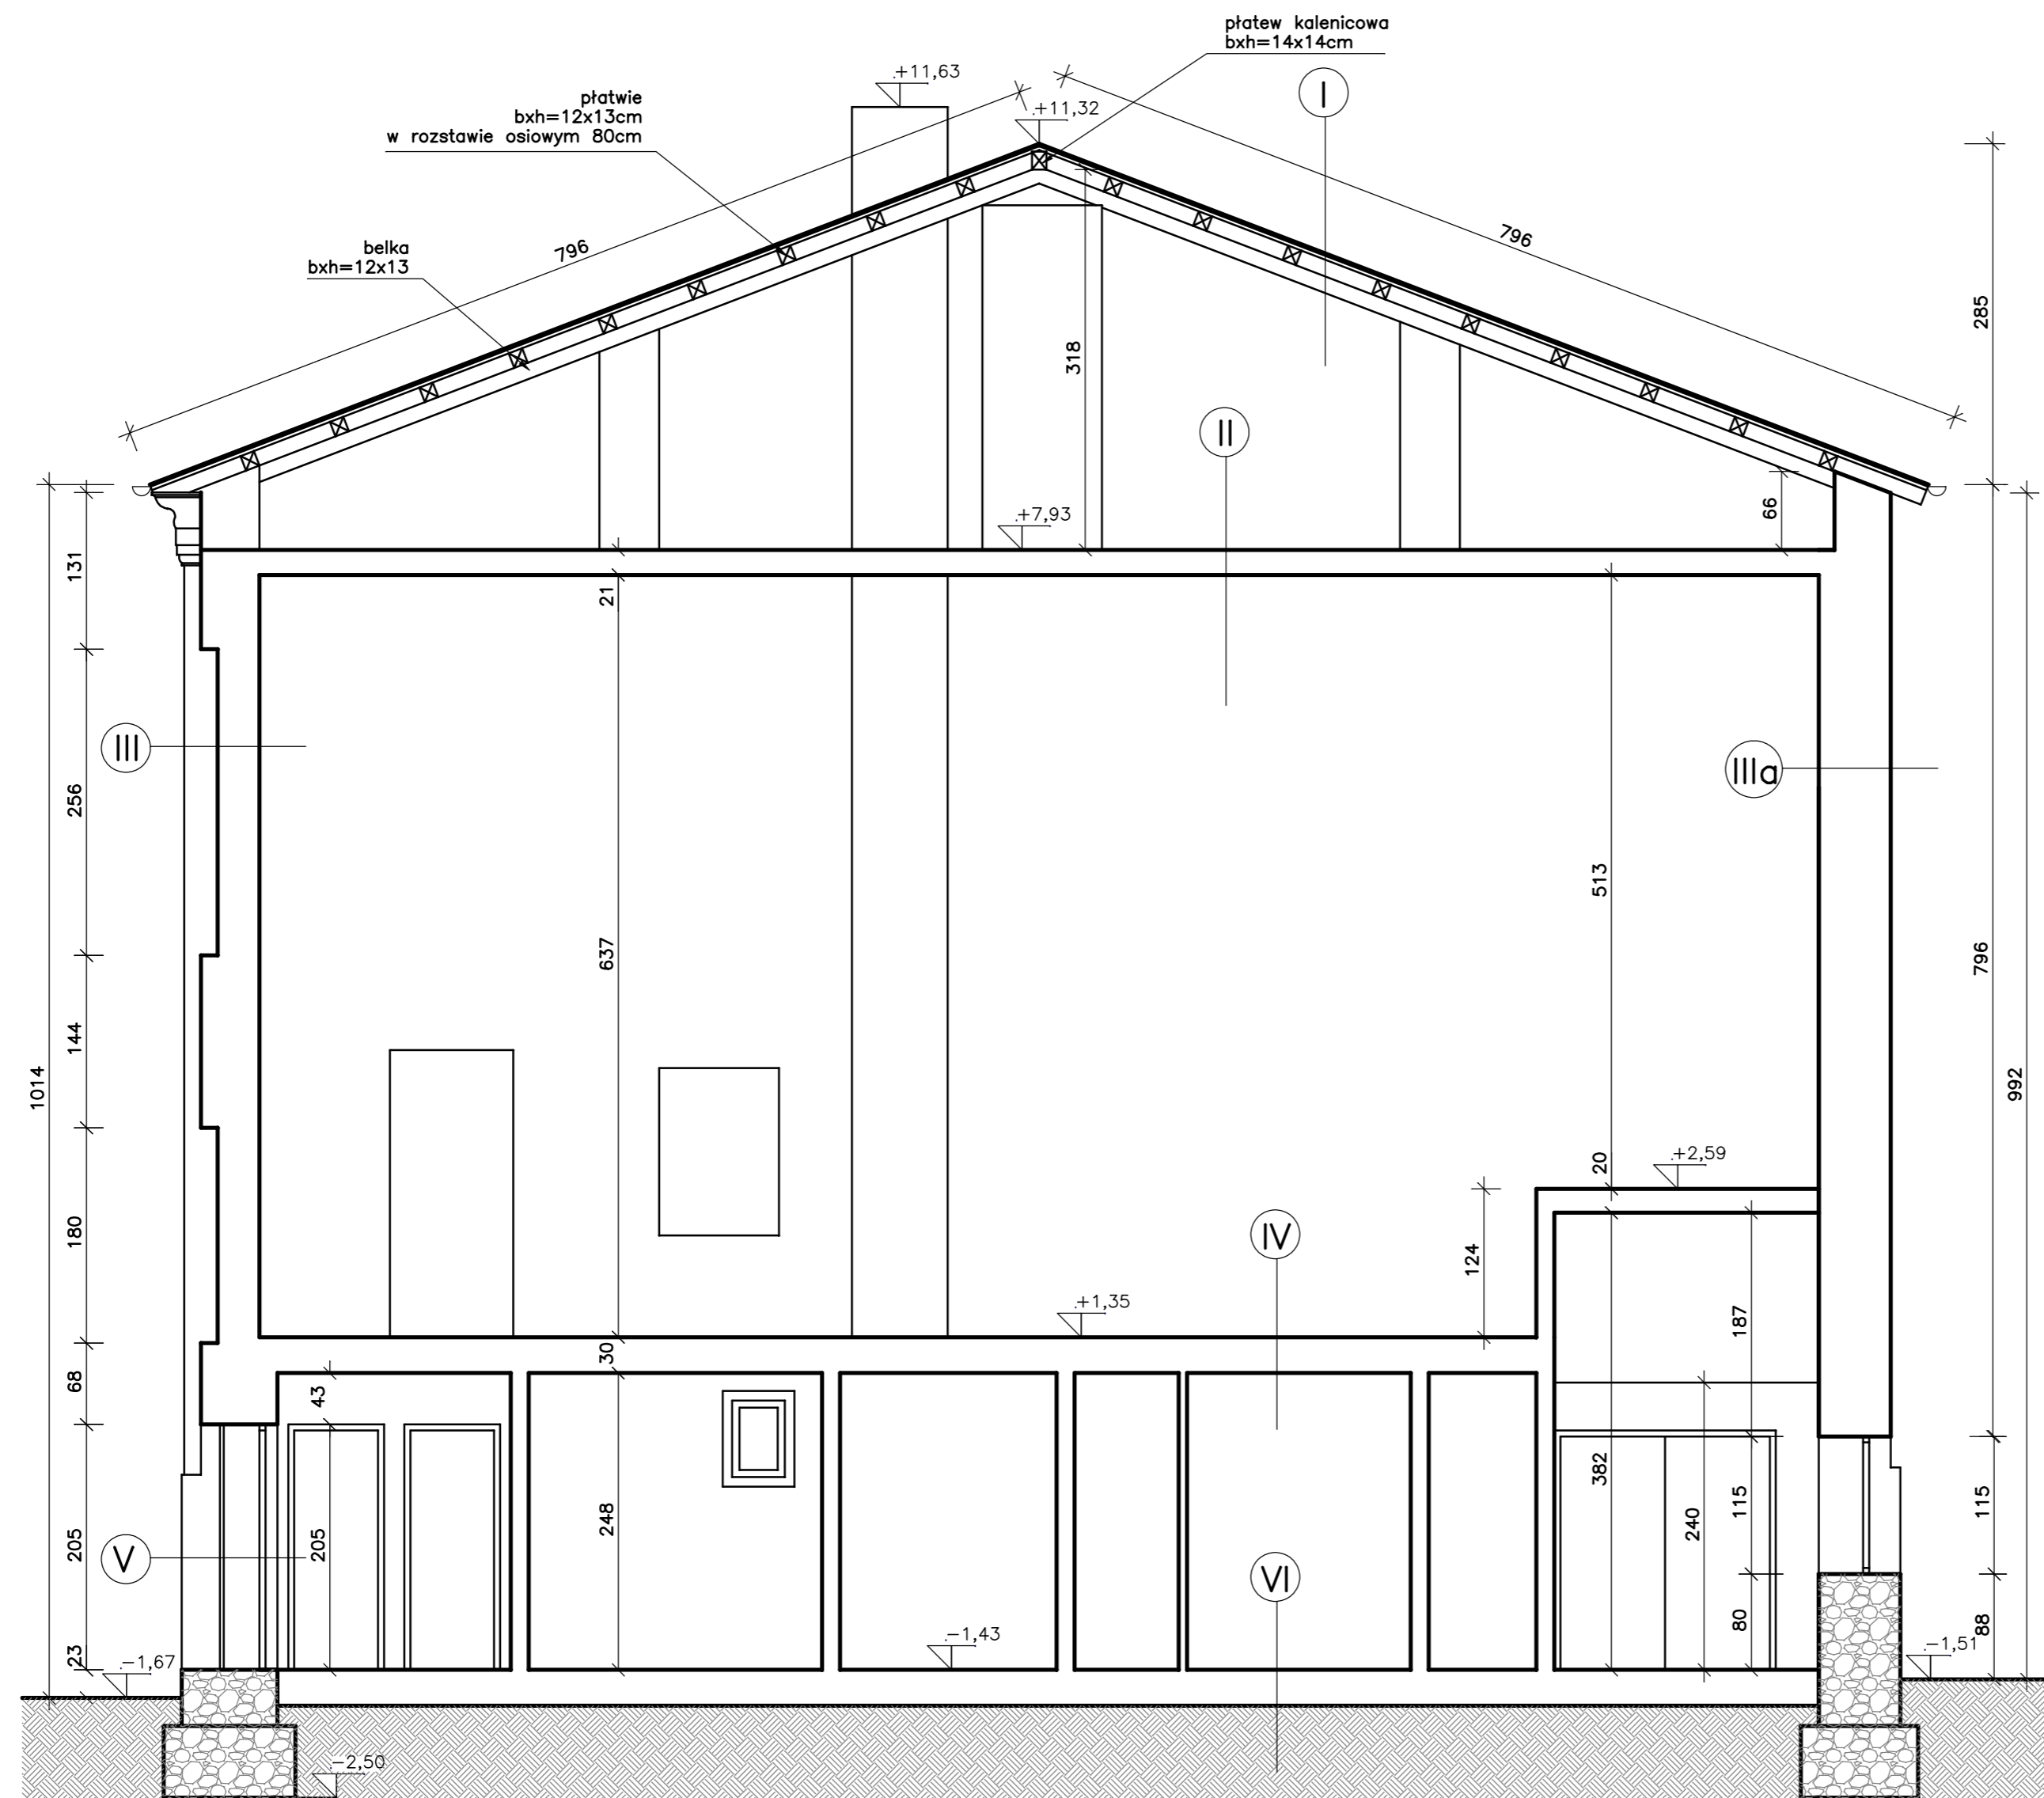 płatew kalenicowa
bxh=14x14cm
.+11,63
I
płatwie
bxh=12x13cm
w rozstawie osiowym 80cm
.+11,32
796
796
belka
bxh=12x13
285
318
II
66
.+7,93
131
21
III
IIIa
256
513
637
796
144
1014
992
20
.+2,59
180
IV
124
.+1,35
187
30
68
43
382
205
205
248
240
115
115
V
VI
80
88
23
.-1,67
.-1,43
.-1,51
.-2,50